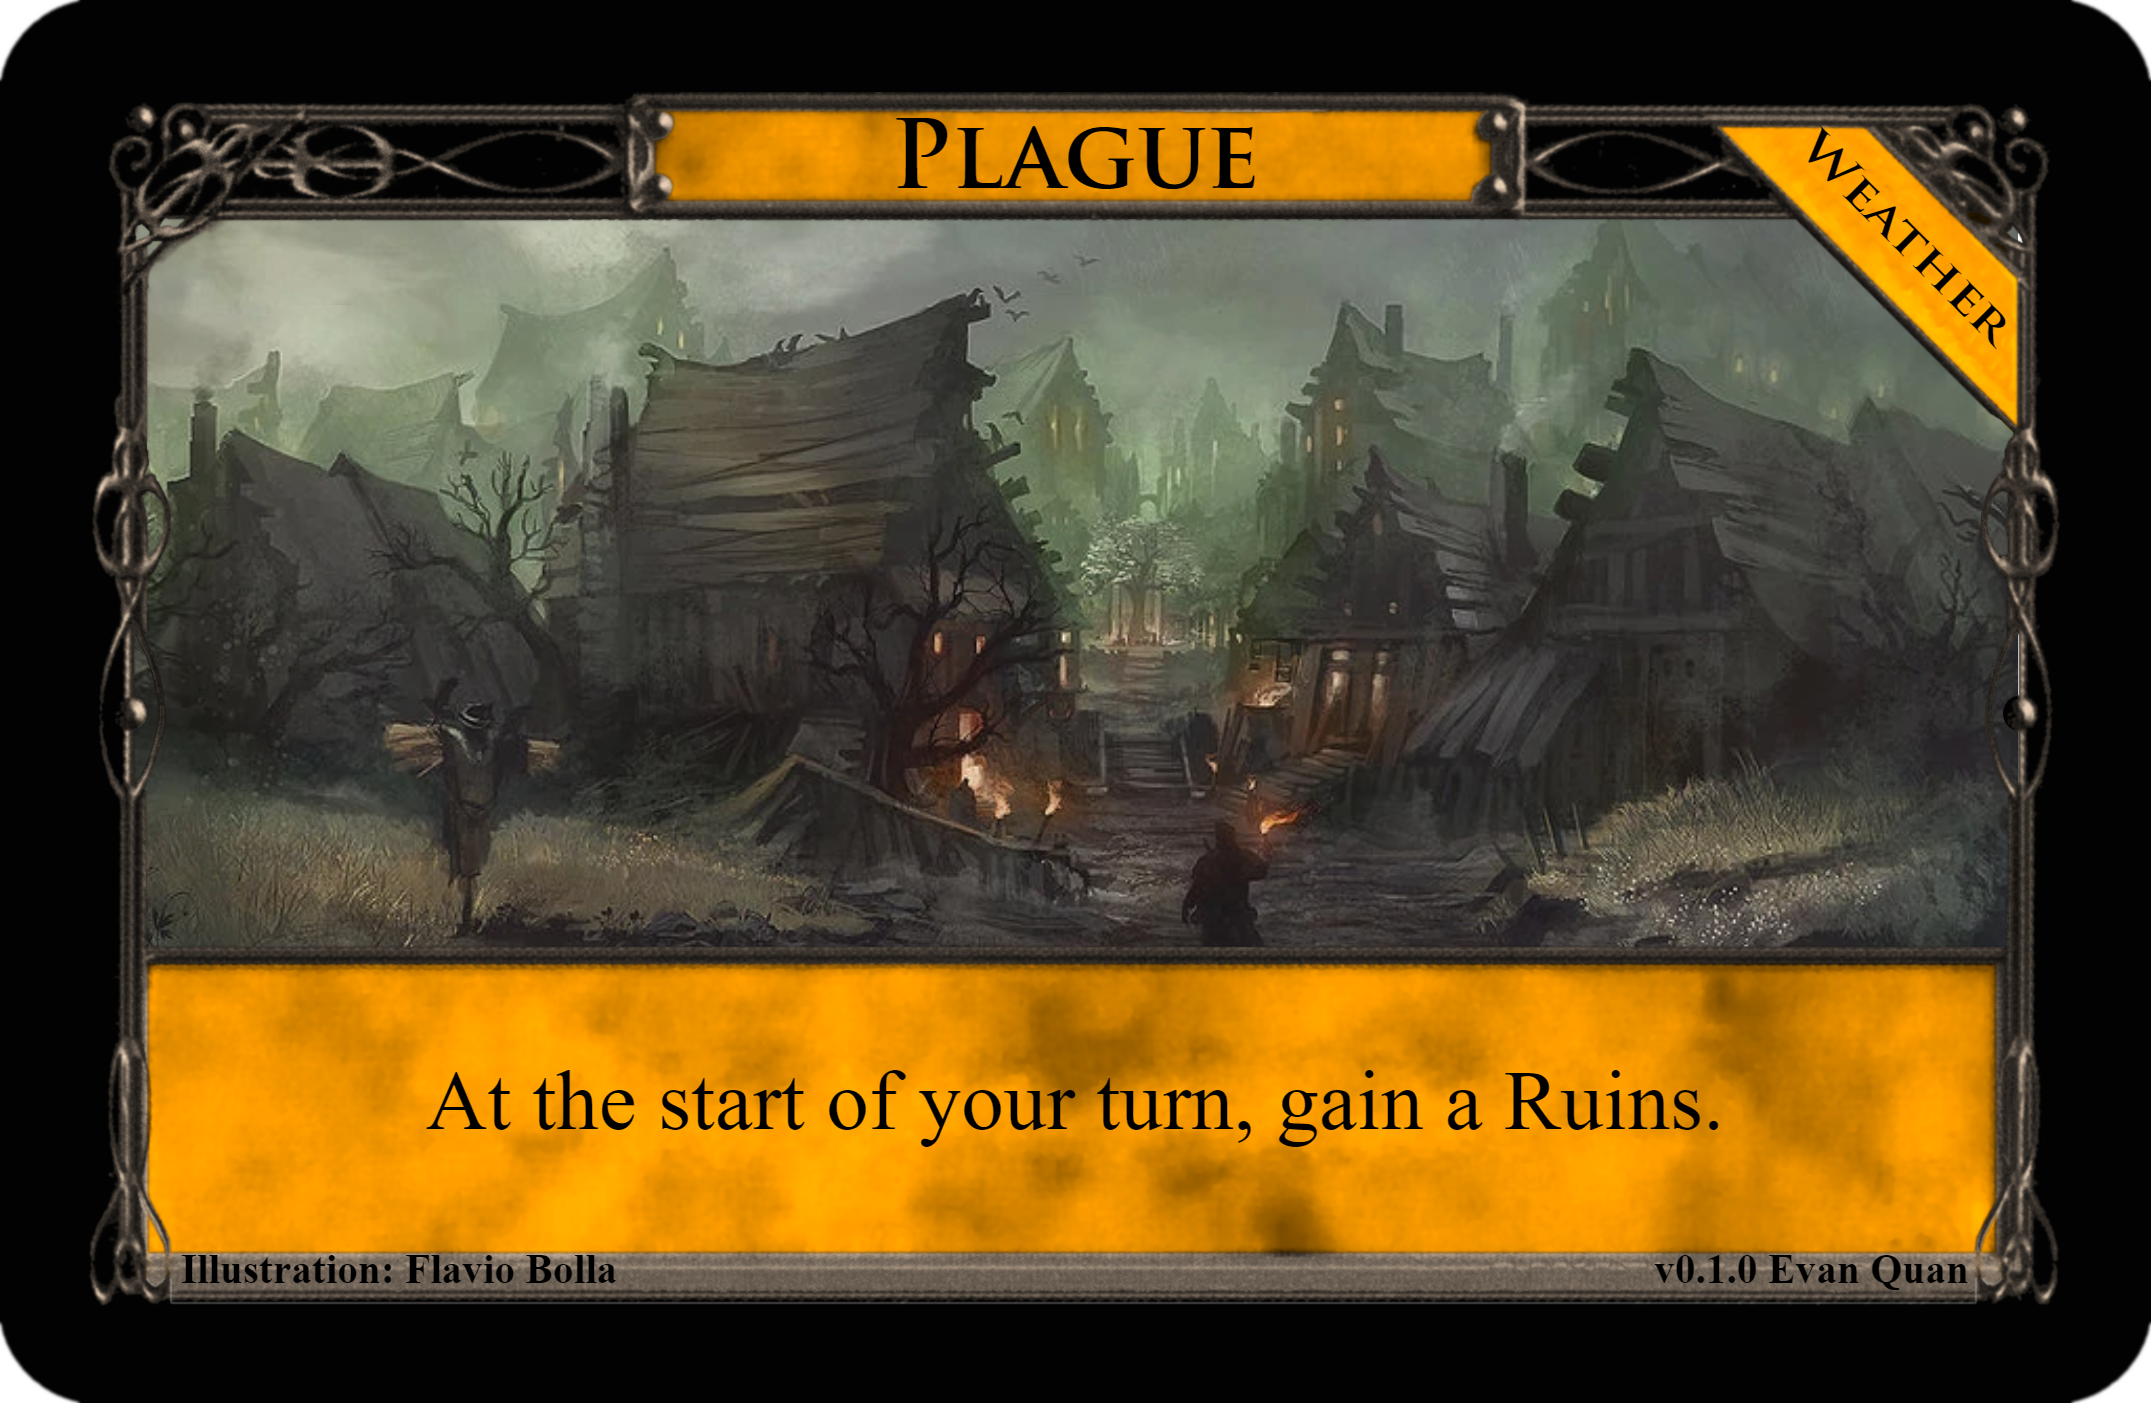 Plague
Weather
At the start of your turn, gain a Ruins.
Illustration: Flavio Bolla
v0.1.0 Evan Quan